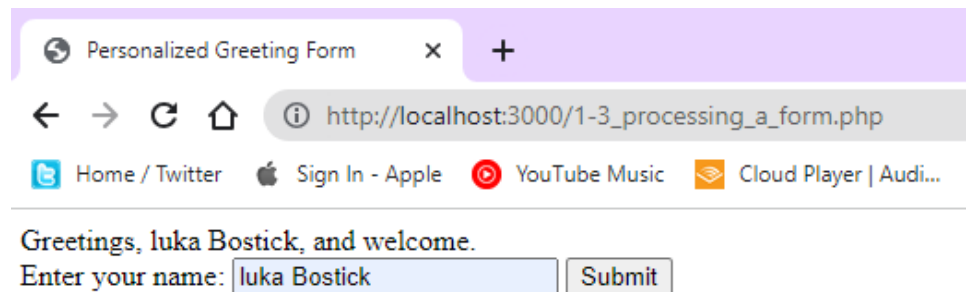 Personalized Greeting Form
http://localhost:3000/1-3_processing_a_form.php
Home / Twitter Sign In - Apple YouTube Music Cloud Player | Audi...
Greetings, luka Bostick, and welcome.
Enter your name: luka Bostick Submit